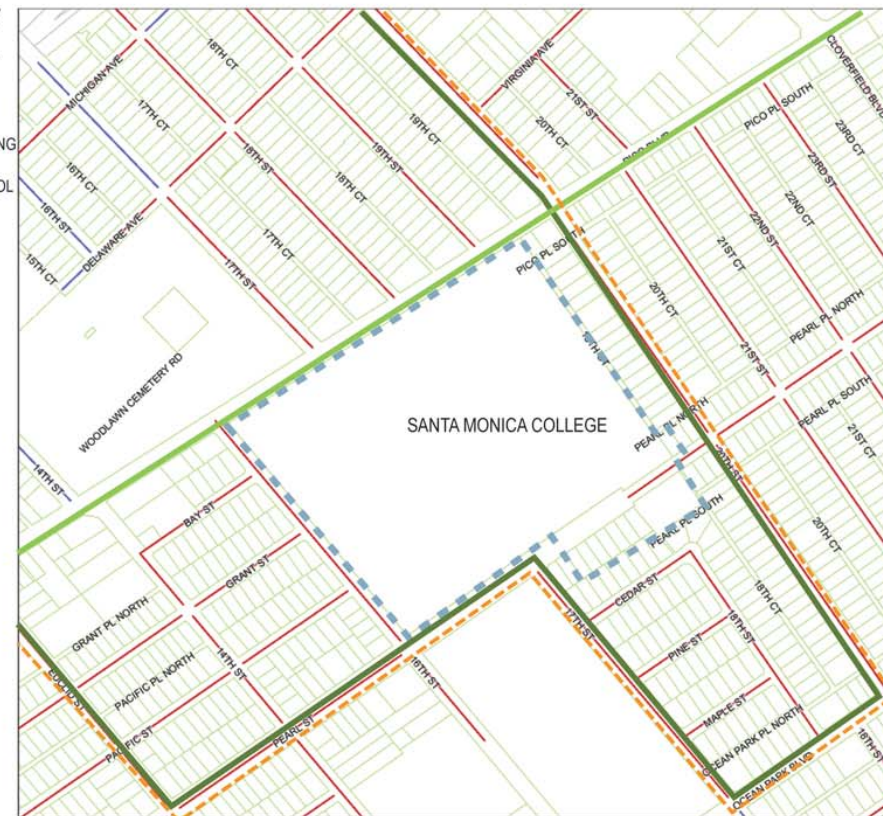 18TH CT
MICHIGAN AVE
VIRGINIA AVE
CLOVERFIELD BLVD
21ST ST
PICO PL SOUTH
17TH CT
19TH CT
20TH CT
23RD CT
NG
16TH CT
18TH ST
19TH ST
23RD ST
OL
18TH CT
22ND CT
16TH ST
22ND ST
15TH CT
DELAWARE AVE
17TH CT
21ST CT
PICO PL SOUTH
17TH ST
20TH CT
PEARL PL NORTH
21ST ST
WOODLAWN CEMETERY RD
PEARL PL SOUTH
SANTA MONICA COLLEGE
PEARL PL NORTH
21ST CT
20TH ST
14TH ST
BAY ST
PEARL PL SOUTH
20TH CT
GRANT ST
CEDAR ST
18TH CT
GRANT PL NORTH
17TH ST
18TH ST
PINE ST
14TH ST
PACIFIC PL NORTH
16TH ST
EUCLID ST
MAPLE ST
PACIFIC ST
PEARL ST
OCEAN PARK PL NORTH
18TH ST
OCEAN PARK BLVD